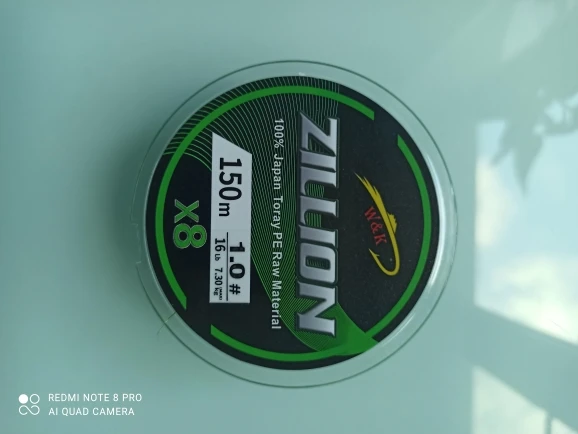 W&K
ZILLION
100% Japan Toray PE Raw Material
150m
1.0#
16Lb 7.30kg
X8
REDMI NOTE 8 PRO
AI QUAD CAMERA